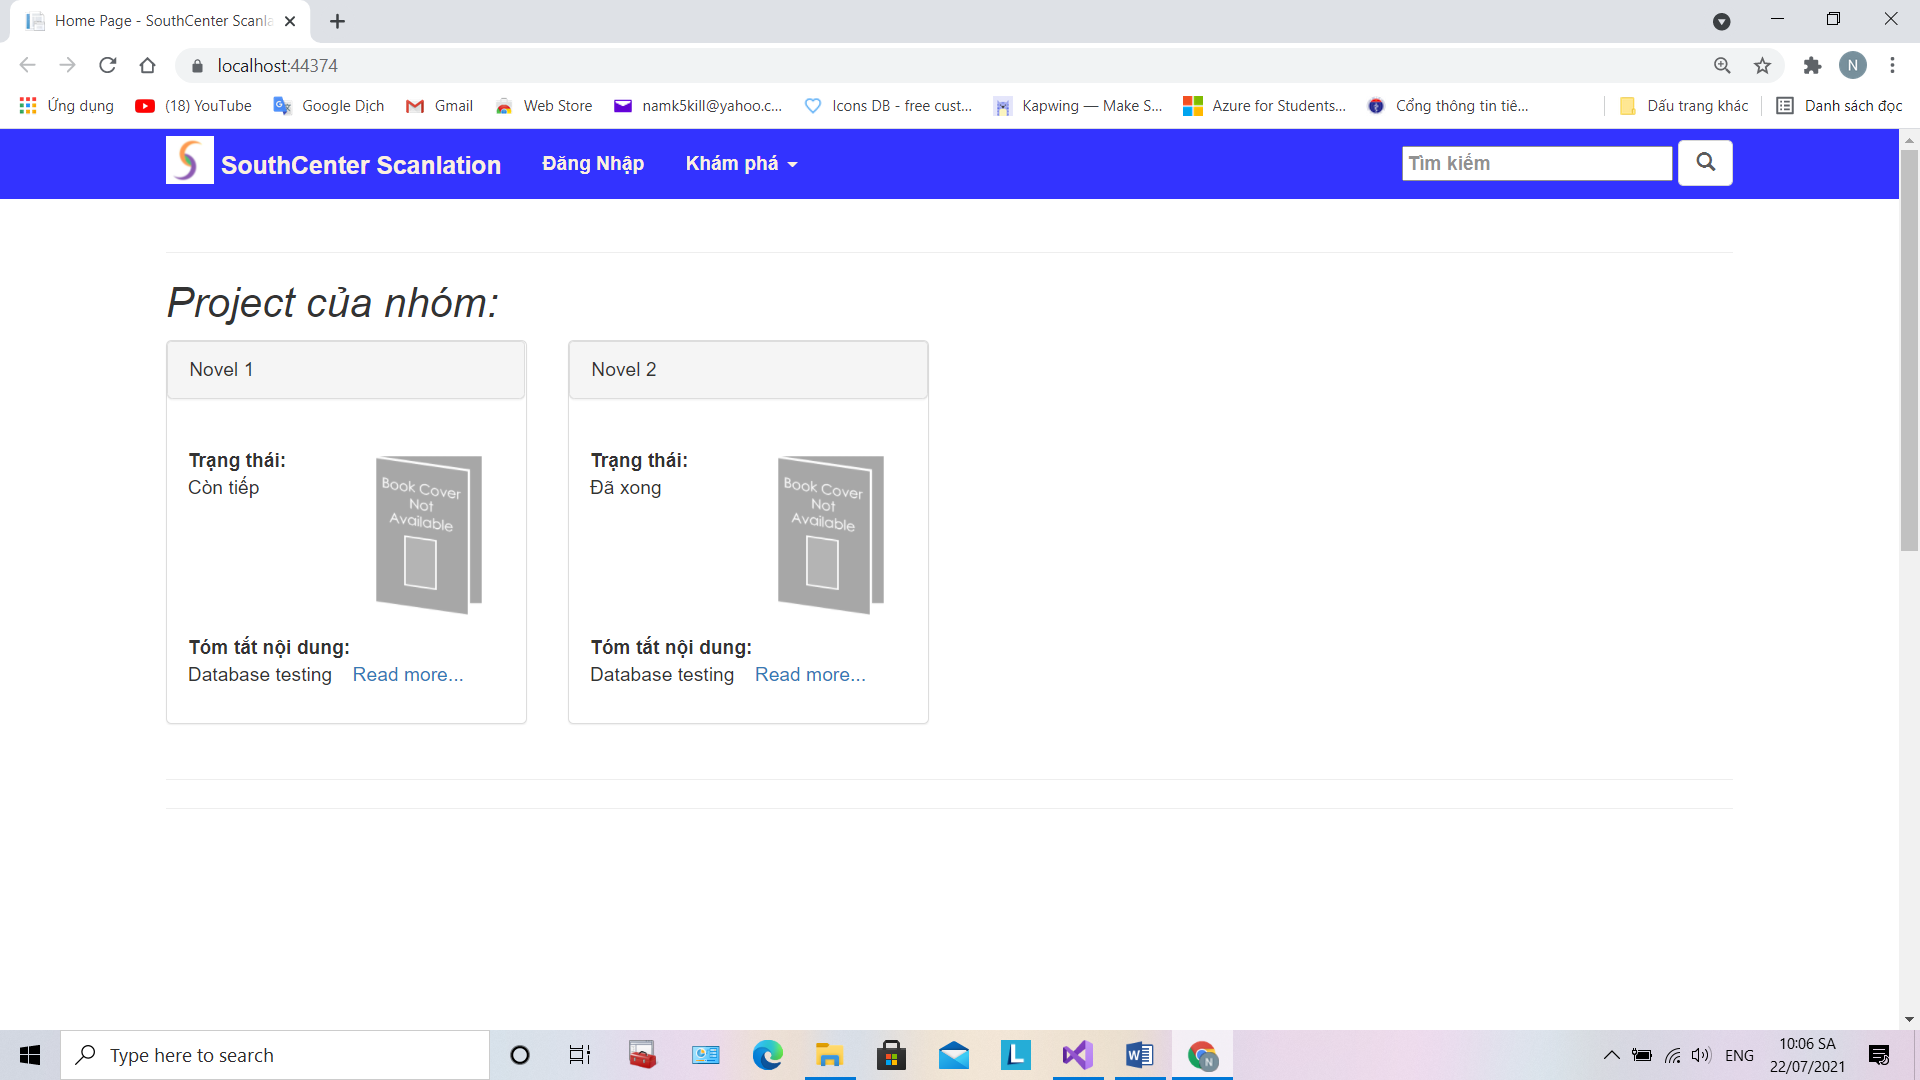 Home Page - SouthCenter Scanla
localhost:44374
N
Ứng dụng
(18) YouTube
Google Dịch
Gmail
Web Store
namk5kill@yahoo.c...
Icons DB - free cust...
Kapwing — Make S...
Azure for Students...
Cổng thông tin tiê...
Dấu trang khác
Danh sách đọc
SouthCenter Scanlation
Đăng Nhập
Khám phá
Tìm kiếm
Project của nhóm:
Novel 1
Trạng thái:
Còn tiếp
Book Cover
Not
Available
Tóm tắt nội dung:
Database testing Read more...
Novel 2
Trạng thái:
Đã xong
Book Cover
Not
Available
Tóm tắt nội dung:
Database testing Read more...
Type here to search
L
W
N
ENG
10:06 SA
22/07/2021